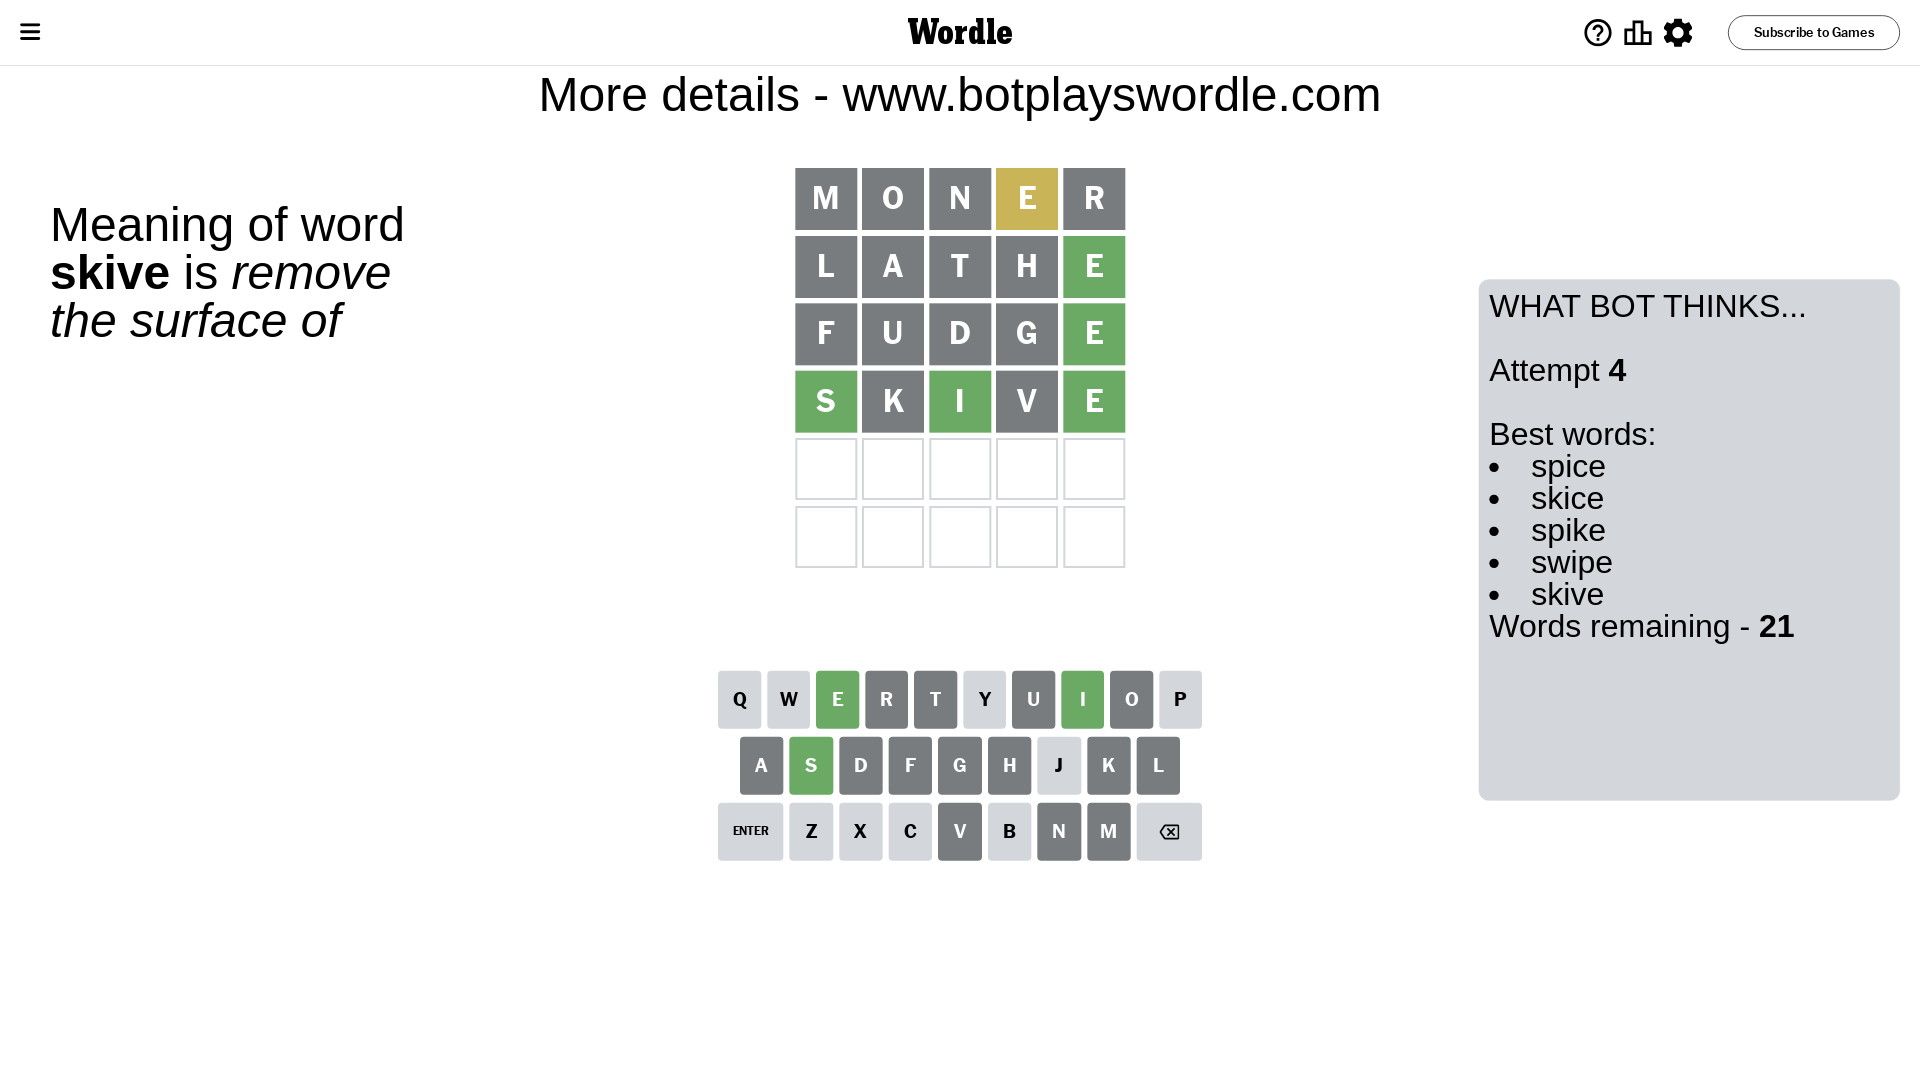 Wordle
Subscribe to Games
More details - www.botplayswordle.com
Meaning of word
skive is remove
the surface of
M O N E R
L A T H E
F U D G E
S K I V E
WHAT BOT THINKS...
Attempt 4
Best words:
• spice
• skice
• spike
• swipe
• skive
Words remaining - 21
Q W E R T Y U I O P
A S D F G H J K L
ENTER Z X C V B N M